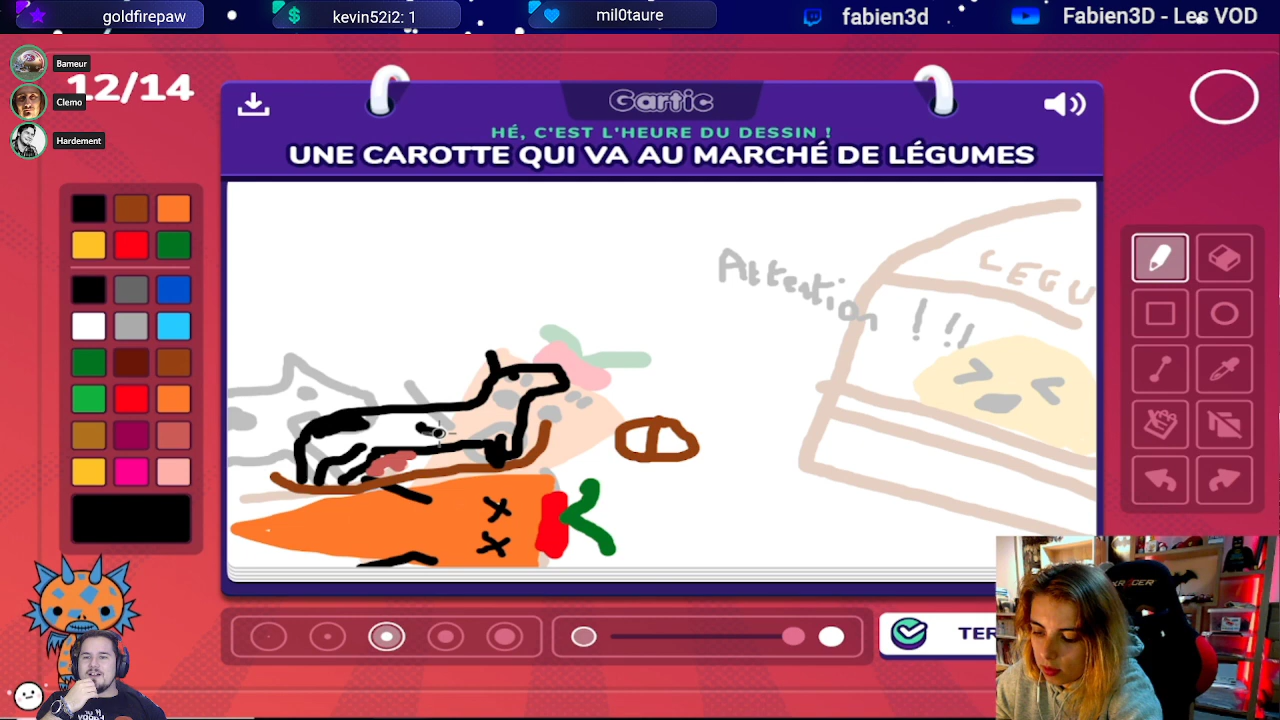 goldfirepaw
kevin52i2: 1
mil0taure
fabien3d
Fabien3D - Les VOD
Bameur
12/14
Clemo
Hardement
Gartic
HÉ, C'EST L'HEURE DU DESSIN !
UNE CAROTTE QUI VA AU MARCHÉ DE LÉGUMES
LEGU
Attention !!!
TER